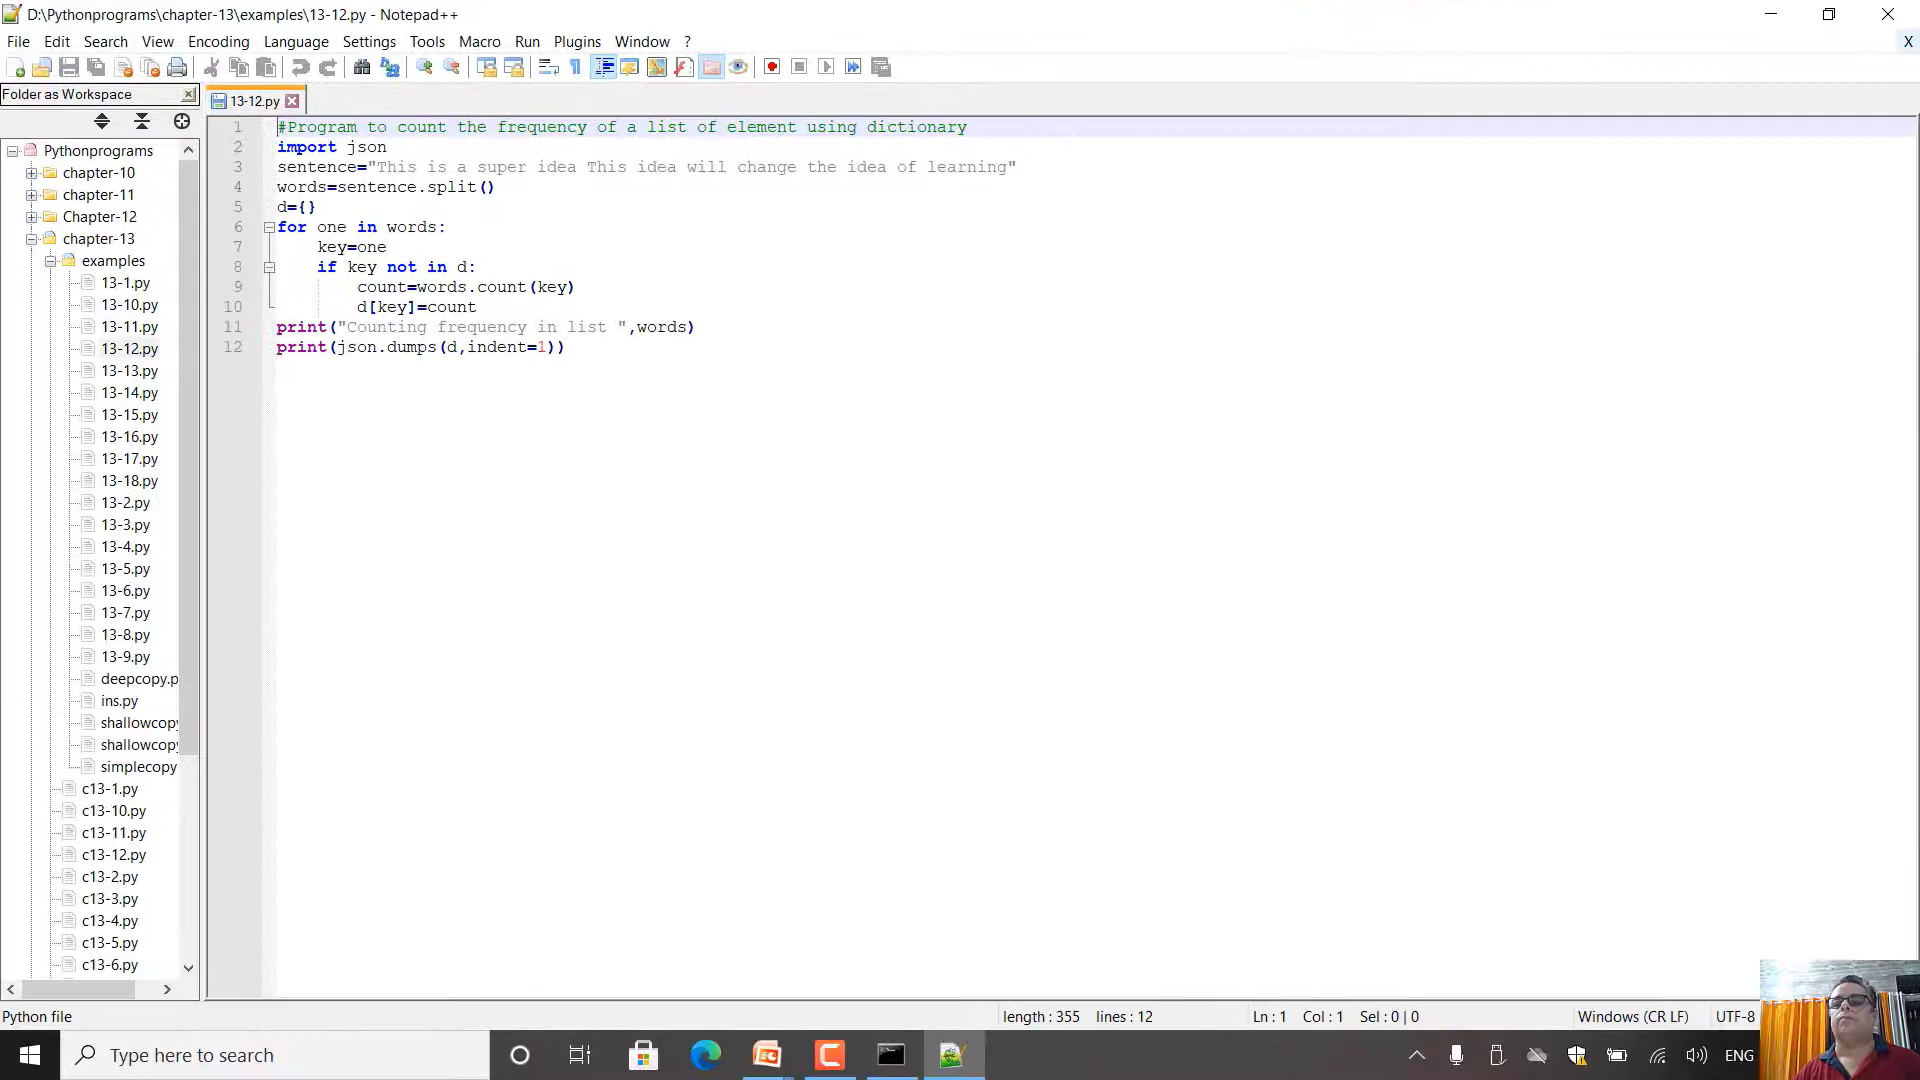 D:\Pythonprograms\chapter-13\examples\13-12.py - Notepad++
File Edit Search View Encoding Language Settings Tools Macro Run Plugins Window ? X
Folder as Workspace
13-12.py
Pythonprograms
chapter-10
chapter-11
Chapter-12
chapter-13
examples
13-1.py
13-10.py
13-11.py
13-12.py
13-13.py
13-14.py
13-15.py
13-16.py
13-17.py
13-18.py
13-2.py
13-3.py
13-4.py
13-5.py
13-6.py
13-7.py
13-8.py
13-9.py
deepcopy.p
ins.py
shallowcopy
shallowcopy
simplecopy
c13-1.py
c13-10.py
c13-11.py
c13-12.py
c13-2.py
c13-3.py
c13-4.py
c13-5.py
c13-6.py
1 #Program to count the frequency of a list of element using dictionary
2 import json
3 sentence="This is a super idea This idea will change the idea of learning"
4 words=sentence.split()
5 d={}
6 for one in words:
7 key=one
8 if key not in d:
9 count=words.count(key)
10 d[key]=count
11 print("Counting frequency in list ",words)
12 print(json.dumps(d,indent=1))
Python file length : 355 lines : 12 Ln : 1 Col : 1 Sel : 0 | 0 Windows (CR LF) UTF-8
Type here to search ENG